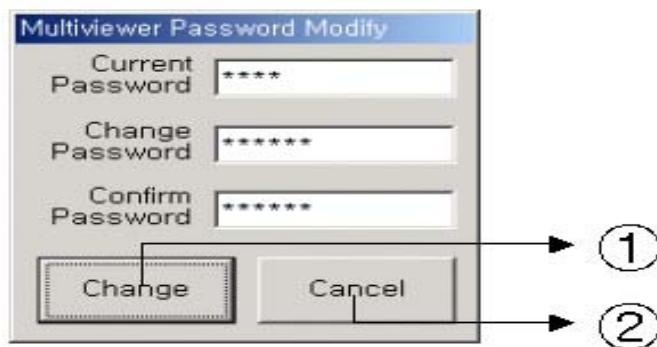 Multiviewer Password Modify
Current
Password
****
Change
Password
******
Confirm
Password
******
Change
Cancel
①
②